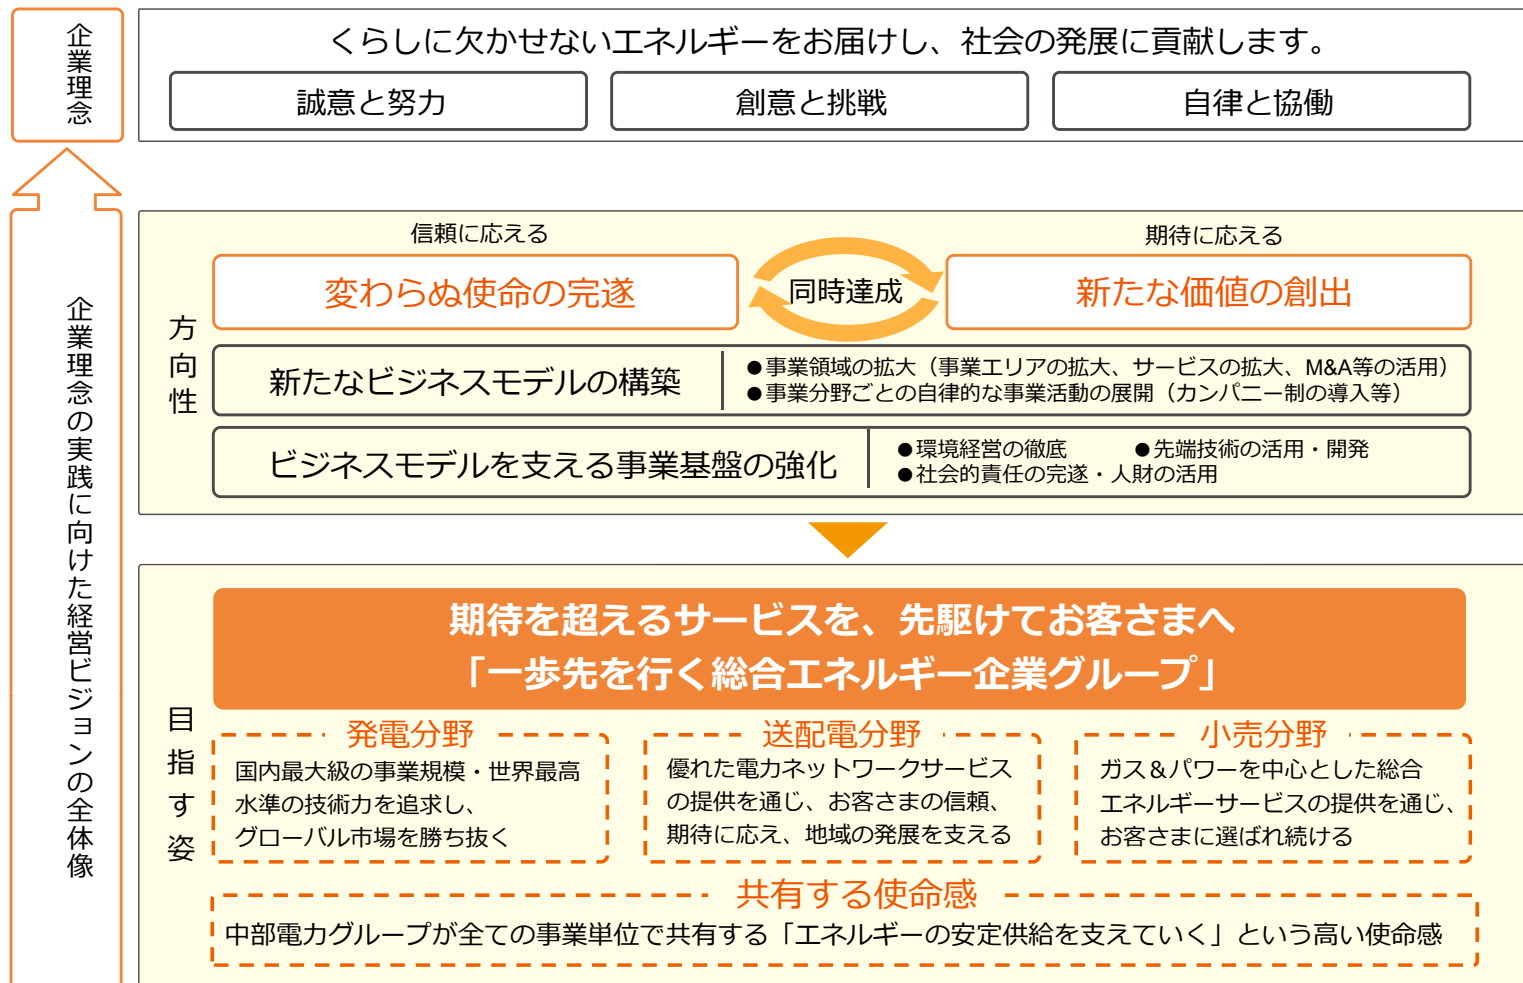 企業理念
くらしに欠かせないエネルギーをお届けし、社会の発展に貢献します。
誠意と努力
創意と挑戦
自律と協働
企業理念の実践に向けた経営ビジョンの全体像
方向性
信頼に応える
期待に応える
変わらぬ使命の完遂
同時達成
新たな価値の創出
新たなビジネスモデルの構築
●事業領域の拡大（事業エリアの拡大、サービスの拡大、M&A等の活用）
●事業分野ごとの自律的な事業活動の展開（カンパニー制の導入等）
ビジネスモデルを支える事業基盤の強化
●環境経営の徹底 ●先端技術の活用・開発
●社会的責任の完遂・人財の活用
目指す姿
期待を超えるサービスを、先駆けてお客さまへ
「一歩先を行く総合エネルギー企業グループ」
発電分野
国内最大級の事業規模・世界最高
水準の技術力を追求し、
グローバル市場を勝ち抜く
送配電分野
優れた電力ネットワークサービス
の提供を通じ、お客さまの信頼、
期待に応え、地域の発展を支える
小売分野
ガス＆パワーを中心とした総合
エネルギーサービスの提供を通じ、
お客さまに選ばれ続ける
共有する使命感
中部電力グループが全ての事業単位で共有する「エネルギーの安定供給を支えていく」という高い使命感